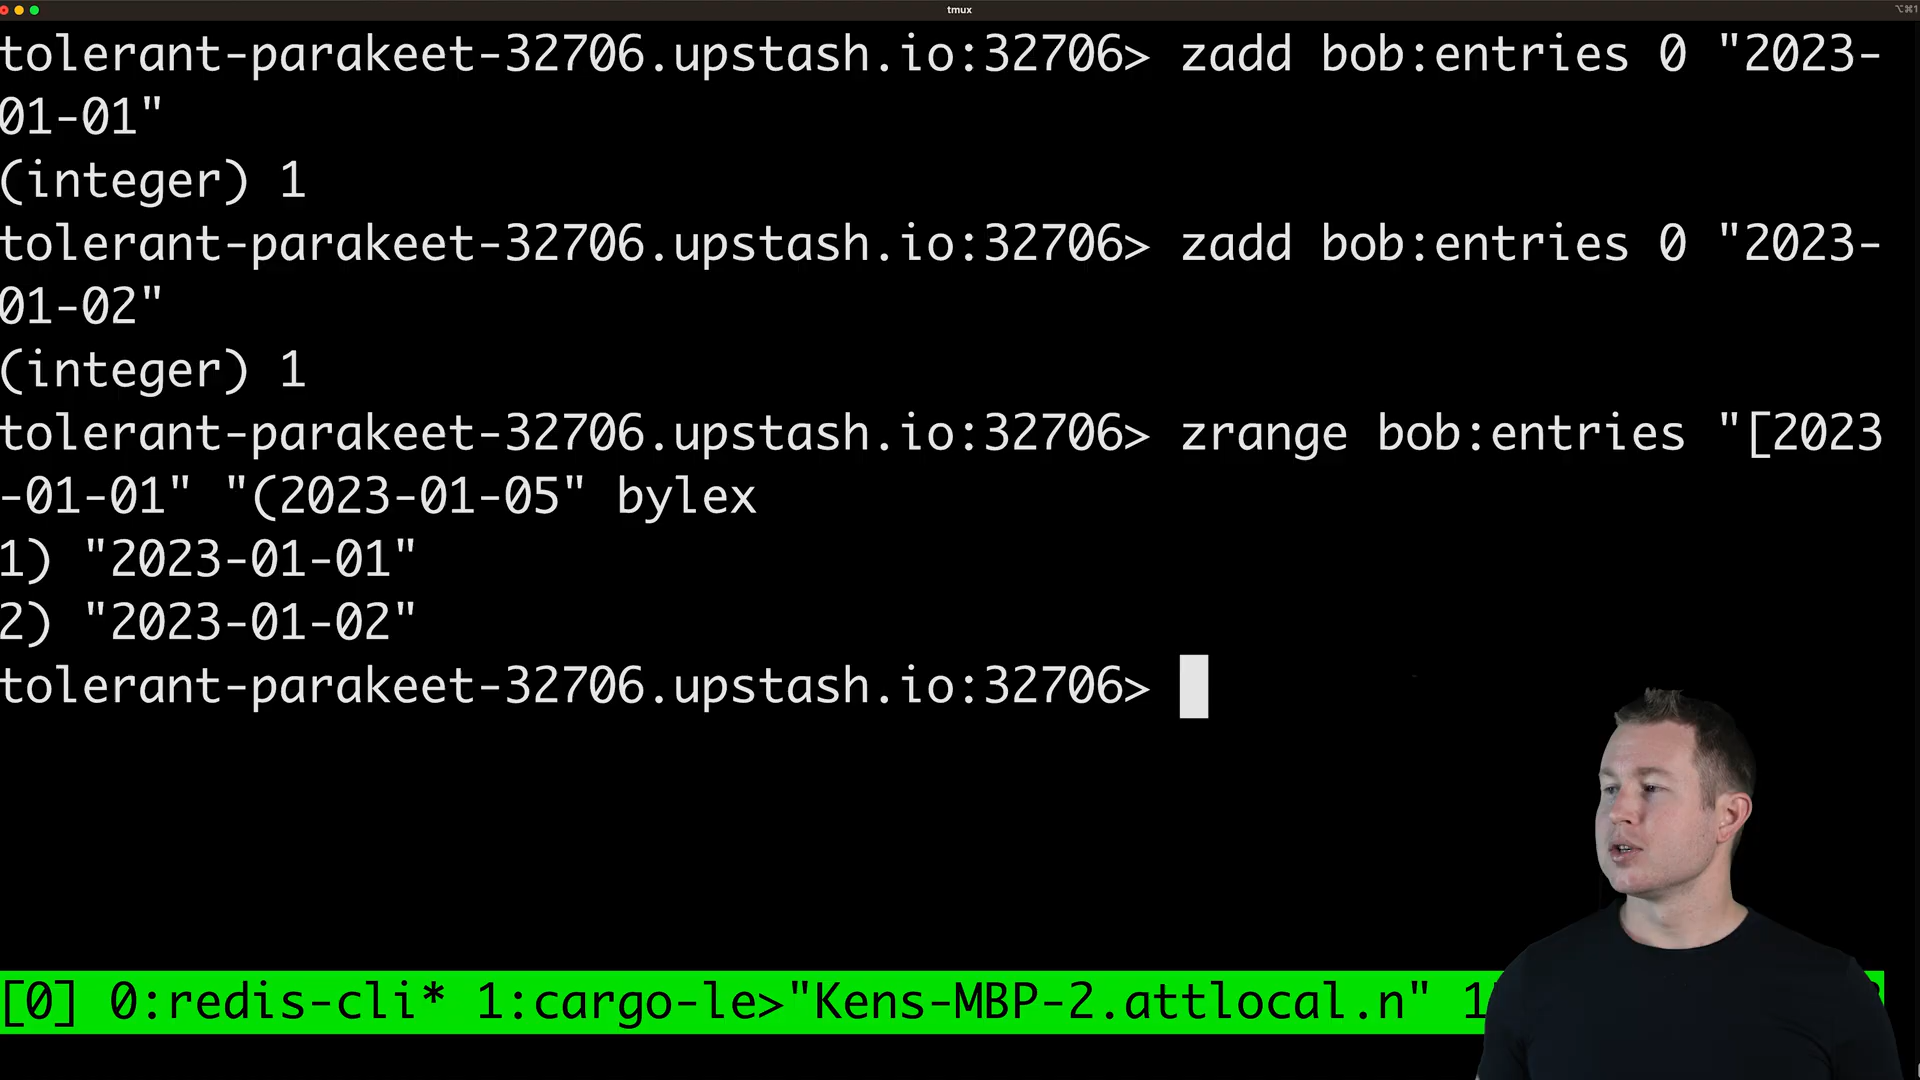 tmux
⌥⌘1
tolerant-parakeet-32706.upstash.io:32706> zadd bob:entries 0 "2023-
01-01"
(integer) 1
tolerant-parakeet-32706.upstash.io:32706> zadd bob:entries 0 "2023-
01-02"
(integer) 1
tolerant-parakeet-32706.upstash.io:32706> zrange bob:entries "[2023
-01-01" "(2023-01-05" bylex
1) "2023-01-01"
2) "2023-01-02"
tolerant-parakeet-32706.upstash.io:32706>
[0] 0:redis-cli* 1:cargo-le>"Kens-MBP-2.attlocal.n" 1